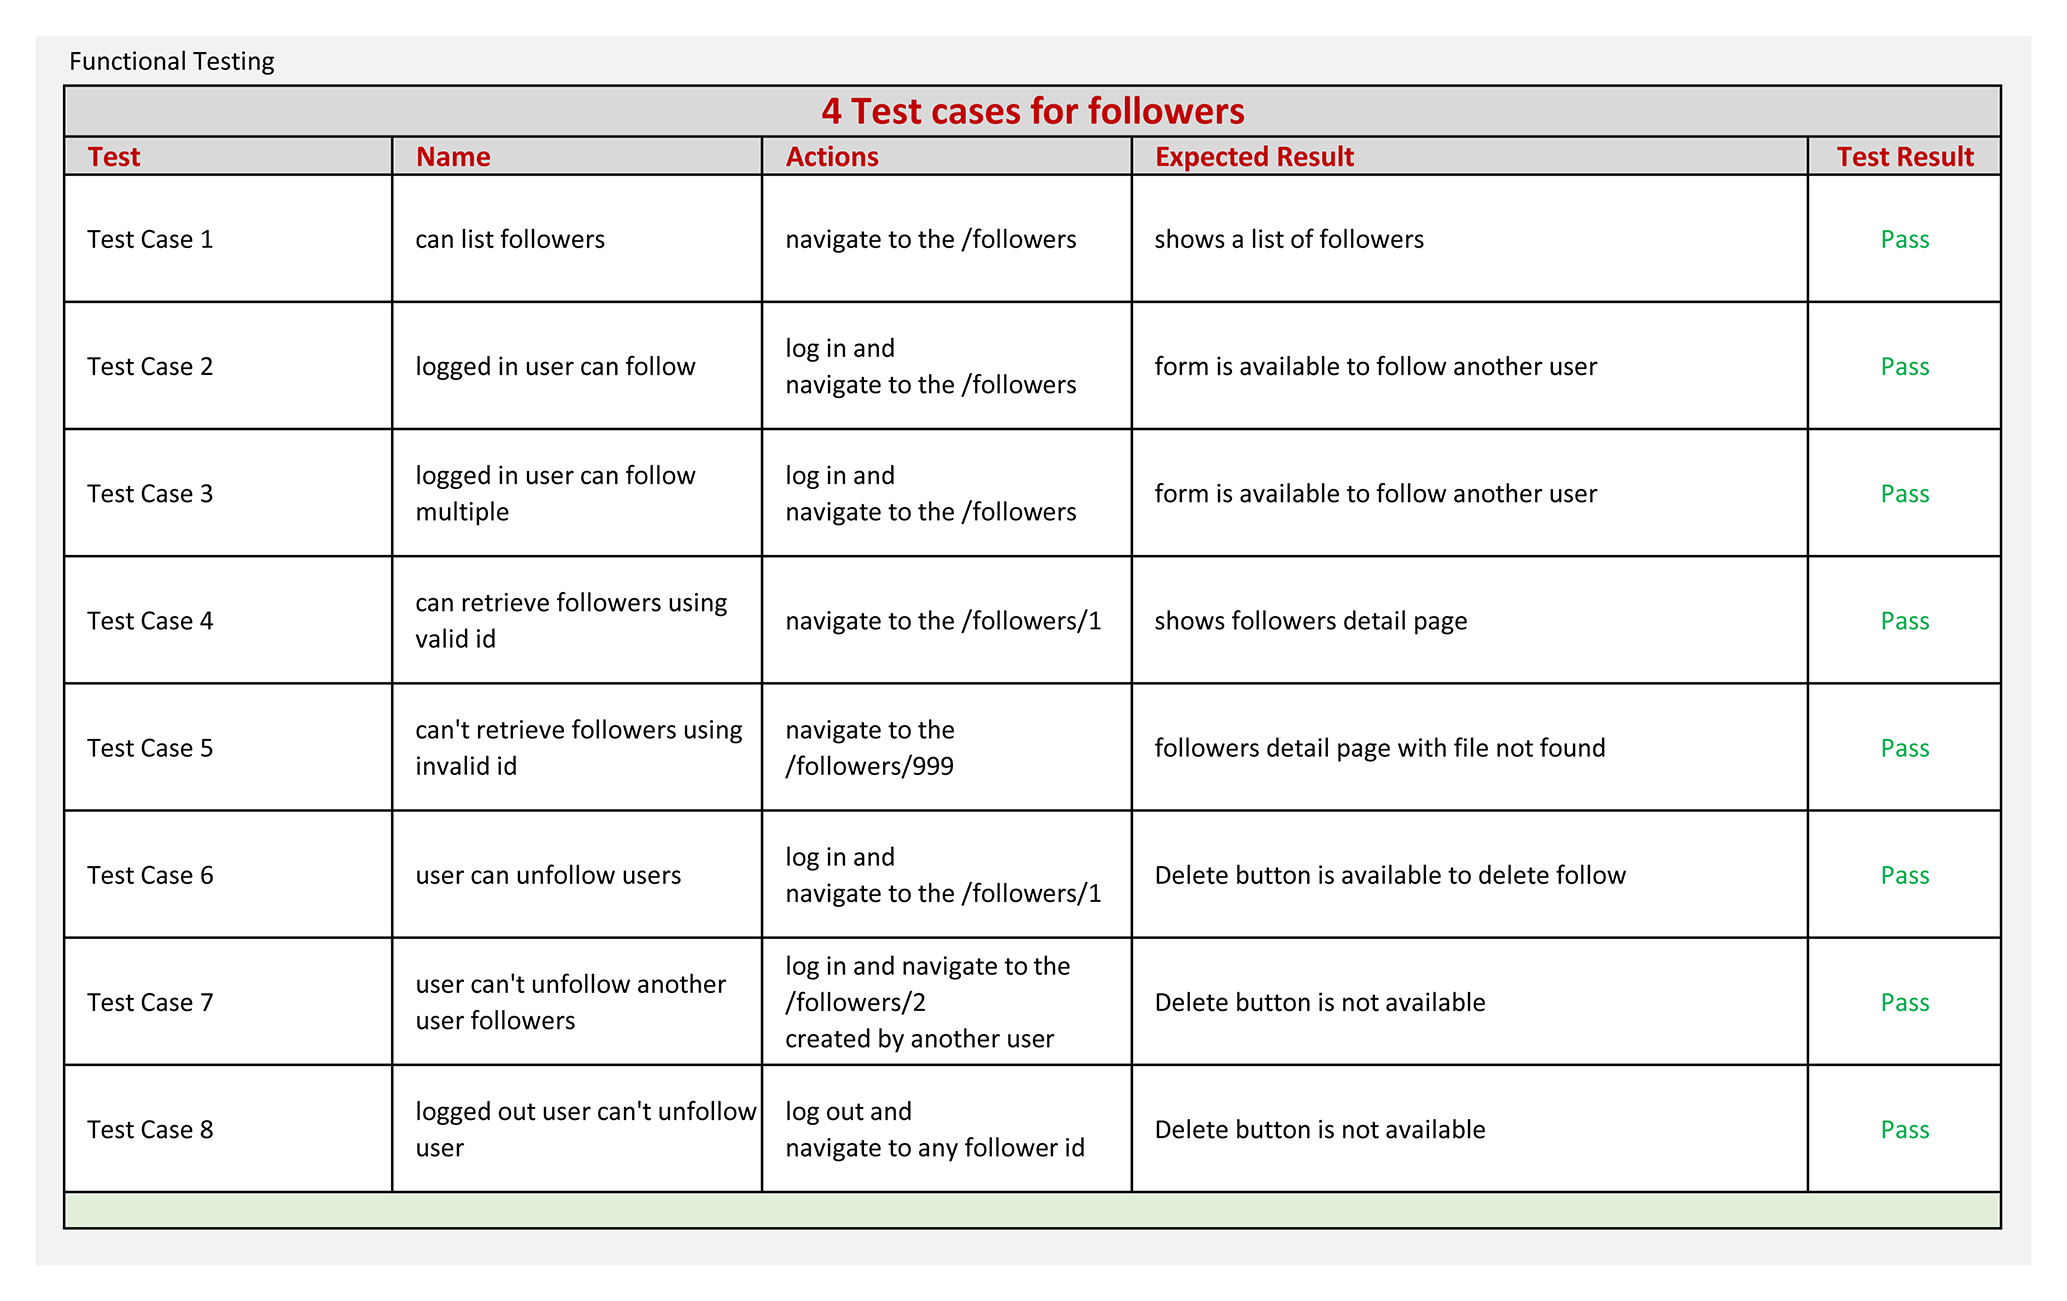 Functional Testing
4 Test cases for followers
Test Name Actions Expected Result Test Result
Test Case 1 can list followers navigate to the /followers shows a list of followers Pass
Test Case 2 logged in user can follow log in and
navigate to the /followers form is available to follow another user Pass
Test Case 3 logged in user can follow
multiple log in and
navigate to the /followers form is available to follow another user Pass
Test Case 4 can retrieve followers using
valid id navigate to the /followers/1 shows followers detail page Pass
Test Case 5 can't retrieve followers using
invalid id navigate to the
/followers/999 followers detail page with file not found Pass
Test Case 6 user can unfollow users log in and
navigate to the /followers/1 Delete button is available to delete follow Pass
Test Case 7 user can't unfollow another
user followers log in and navigate to the
/followers/2
created by another user Delete button is not available Pass
Test Case 8 logged out user can't unfollow
user log out and
navigate to any follower id Delete button is not available Pass